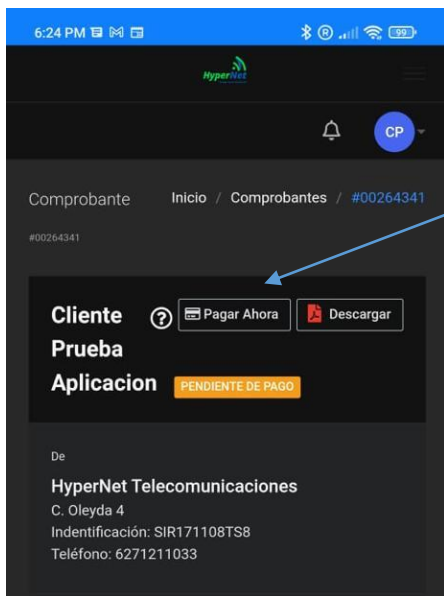 6:24 PM
99
HyperNet
CP
Comprobante Inicio / Comprobantes / #00264341
#00264341
Cliente Prueba Aplicacion
Pagar Ahora
Descargar
PENDIENTE DE PAGO
De
HyperNet Telecomunicaciones
C. Oleyda 4
Indentificación: SIR171108TS8
Teléfono: 6271211033